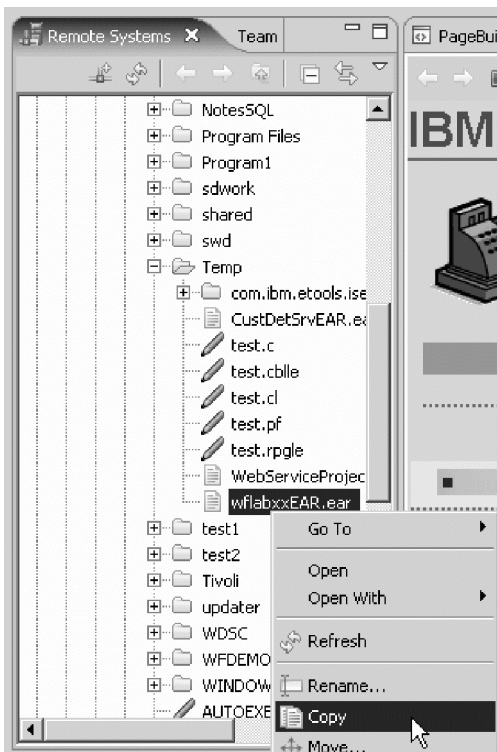 Remote Systems
Team
PageBui
IBM
NotesSQL
Program Files
Program1
sdwork
shared
swd
Temp
com.ibm.etools.ise
CustDetSrvEAR.ea
test.c
test.cblle
test.cl
test.pf
test.rpgle
WebServiceProjec
wflabxxEAR.ear
test1
test2
Tivoli
updater
WDSC
WFDEMO
WINDOW
AUTOEXE
Go To
Open
Open With
Refresh
Rename...
Copy
Move...